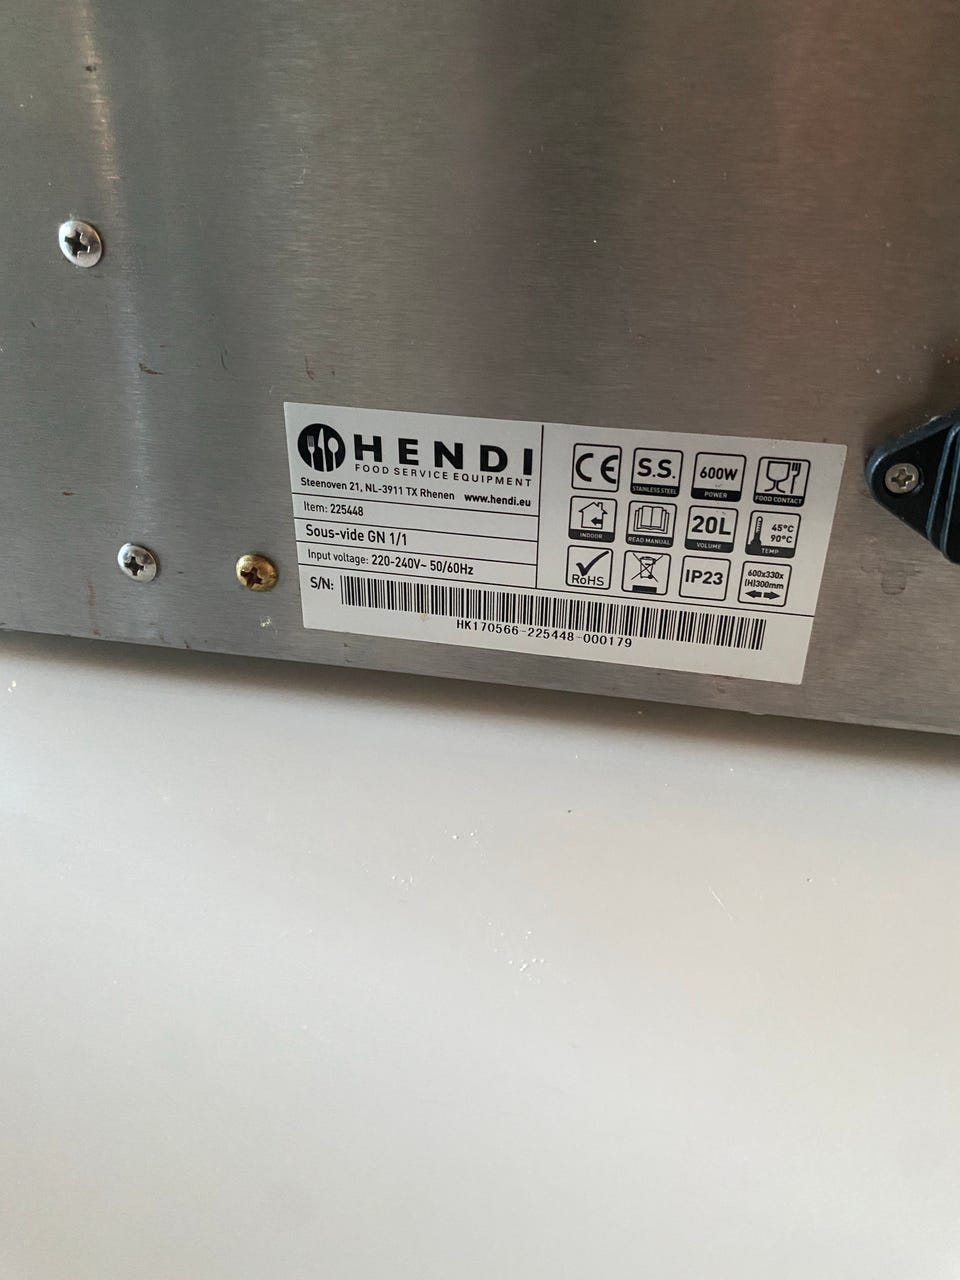 HENDI
FOOD SERVICE EQUIPMENT
Steenoven 21, NL-3911 TX Rhenen www.hendi.eu
Item: 225448
Sous-vide GN 1/1
Input voltage: 220-240V~ 50/60Hz
S/N:
HK170566-225448-000179
CE
S.S.
STAINLESS STEEL
600W
POWER
FOOD CONTACT
INDOOR
READ MANUAL
20L
VOLUME
45°C
90°C
TEMP
RoHS
IP23
600x330x
(H)300mm